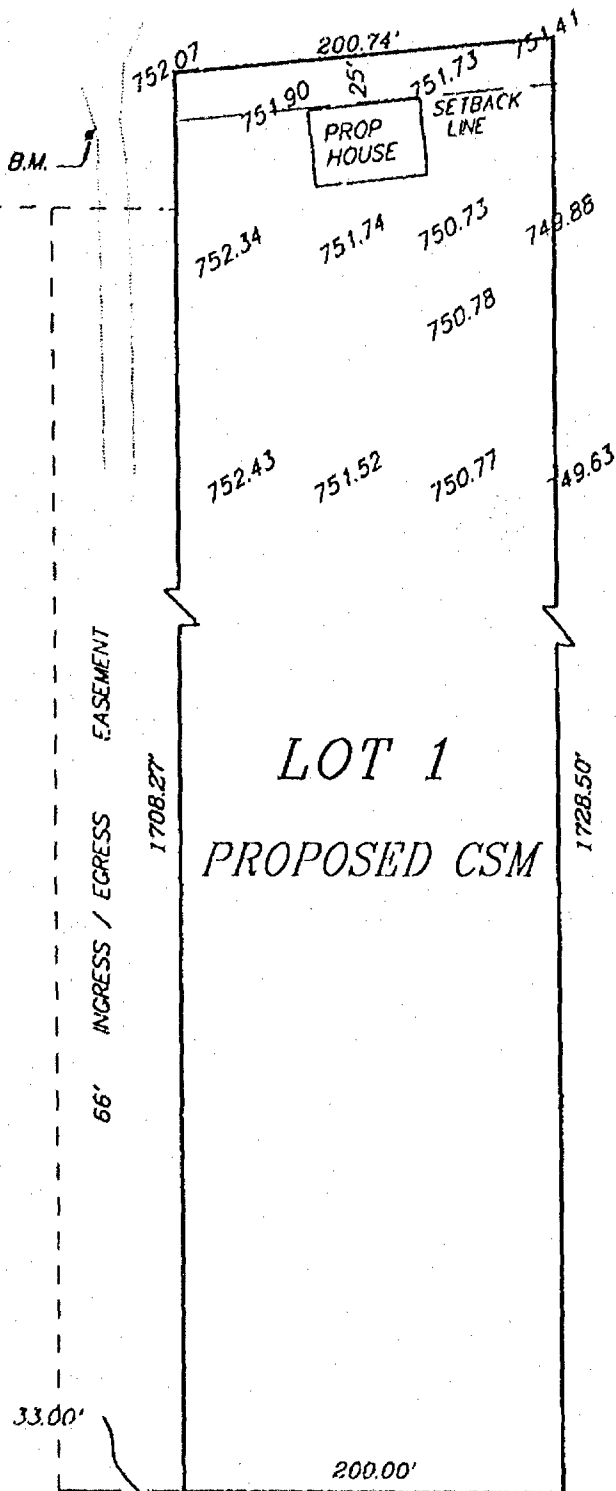 200.74'
752.07
751.41
25'
751.90
751.73
SETBACK
LINE
PROP
HOUSE
B.M.
752.34
751.74
750.73
749.88
750.78
752.43
751.52
750.77
49.63
66' INGRESS / EGRESS EASEMENT
1708.27'
LOT 1
PROPOSED CSM
1728.50'
33.00'
200.00'